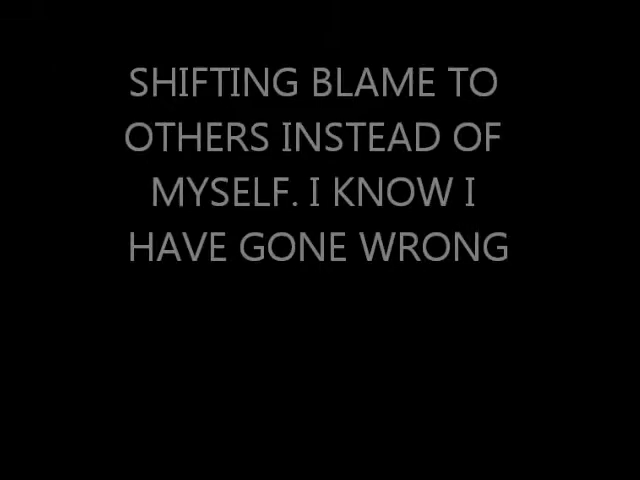 SHIFTING BLAME TO
OTHERS INSTEAD OF
MYSELF. I KNOW I
HAVE GONE WRONG